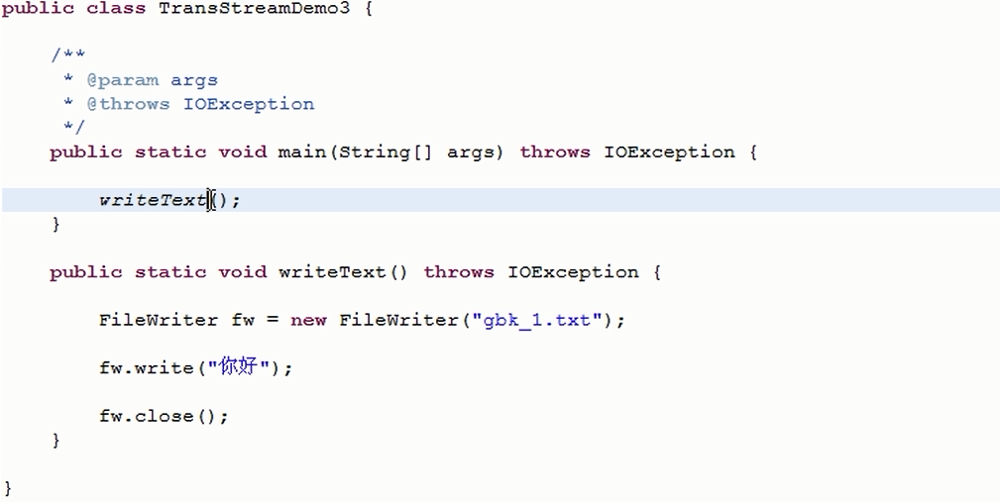 public class TransStreamDemo3 {
/**
* @param args
* @throws IOException
*/
public static void main(String[] args) throws IOException {
writeText();
}
public static void writeText() throws IOException {
FileWriter fw = new FileWriter("gbk_1.txt");
fw.write("你好");
fw.close();
}
}